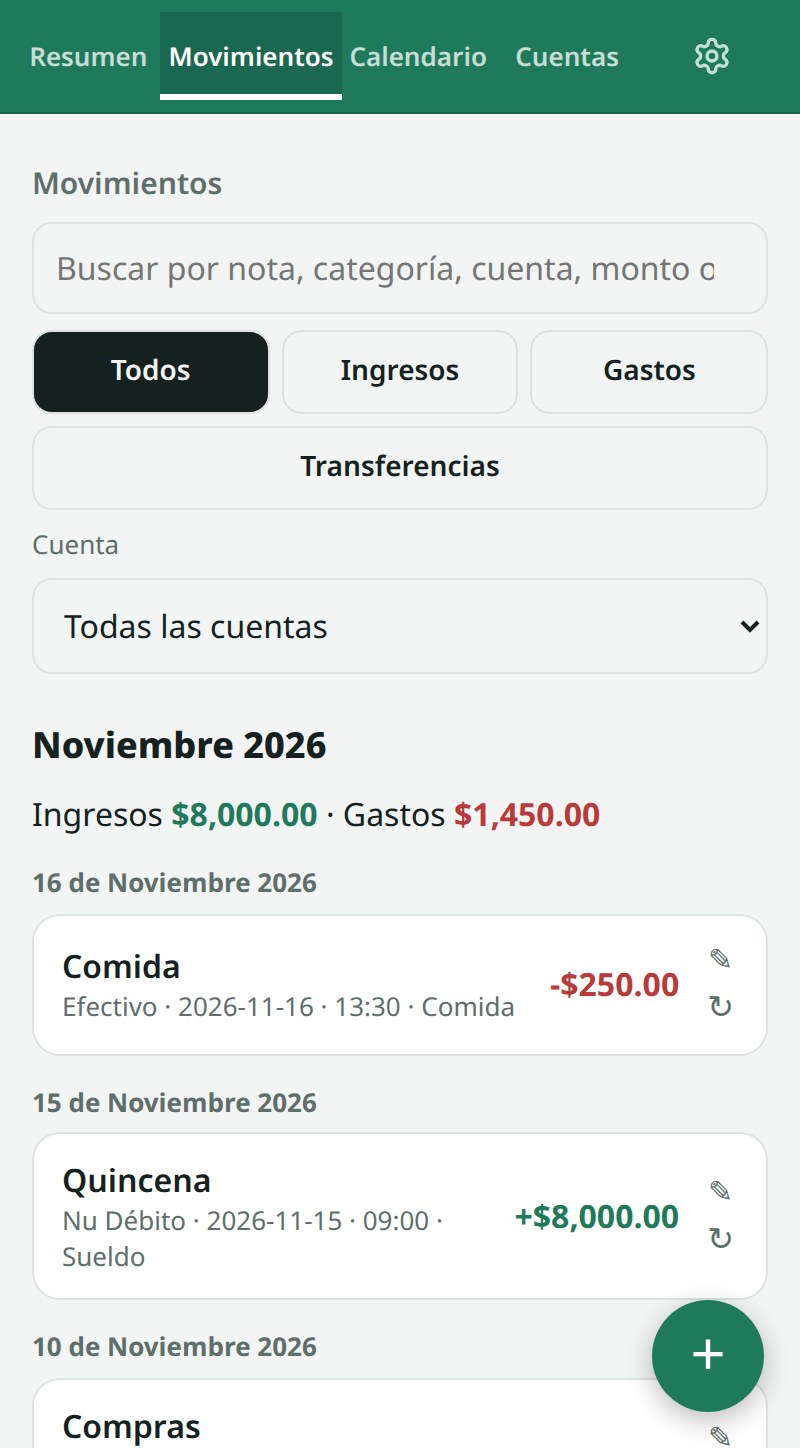 Resumen Movimientos Calendario Cuentas
Movimientos
Buscar por nota, categoría, cuenta, monto o
Todos Ingresos Gastos
Transferencias
Cuenta
Todas las cuentas
Noviembre 2026
Ingresos $8,000.00 · Gastos $1,450.00
16 de Noviembre 2026
Comida
-$250.00
Efectivo · 2026-11-16 · 13:30 · Comida
15 de Noviembre 2026
Quincena
Nu Débito · 2026-11-15 · 09:00 ·
+$8,000.00
Sueldo
10 de Noviembre 2026
+
Compras